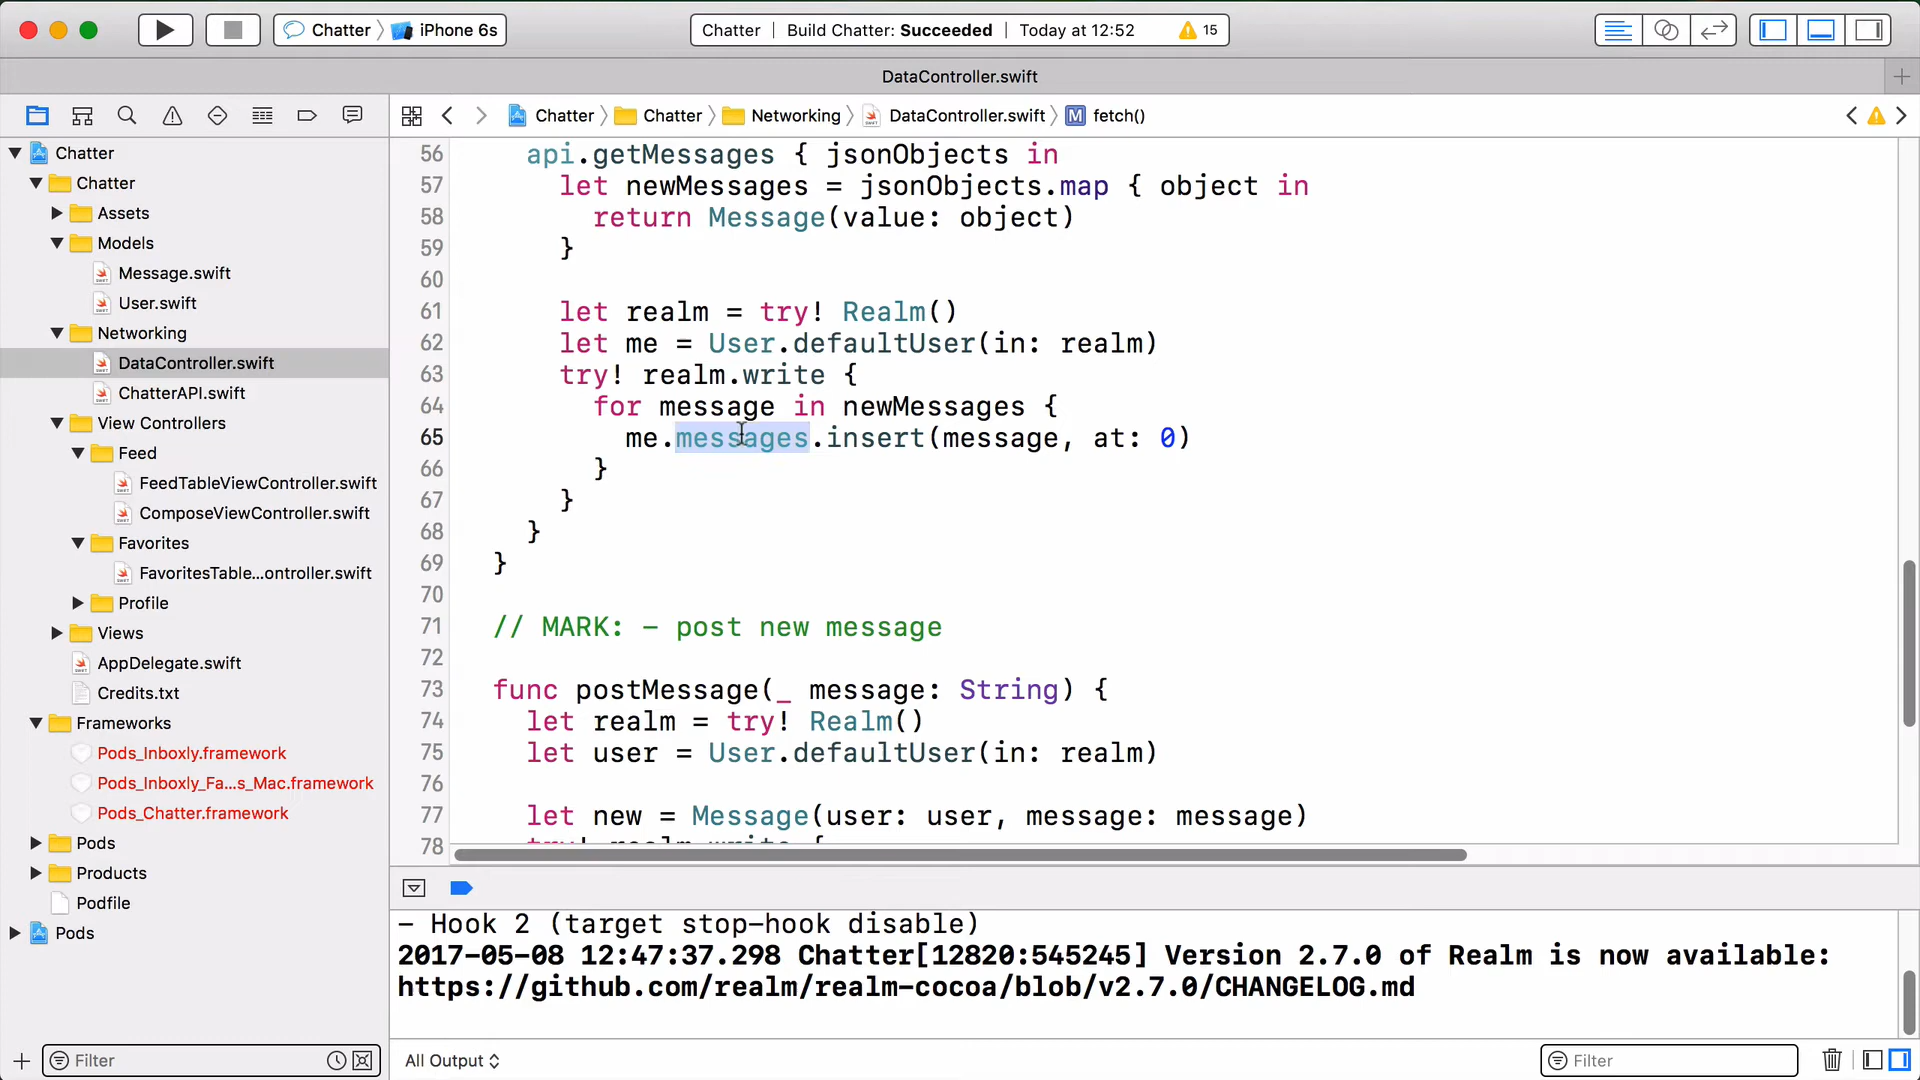 Chatter iPhone 6s
Chatter Build Chatter: Succeeded Today at 12:52 15
DataController.swift
Chatter Chatter Networking DataController.swift M fetch()
Chatter
Chatter
Assets
Models
Message.swift
User.swift
Networking
DataController.swift
ChatterAPI.swift
View Controllers
Feed
FeedTableViewController.swift
ComposeViewController.swift
Favorites
FavoritesTable...ontroller.swift
Profile
Views
AppDelegate.swift
Credits.txt
Frameworks
Pods_Inboxly.framework
Pods_Inboxly_Fa...s_Mac.framework
Pods_Chatter.framework
Pods
Products
Podfile
Pods
Filter
56 api.getMessages { jsonObjects in
57 let newMessages = jsonObjects.map { object in
58 return Message(value: object)
59 }
60
61 let realm = try! Realm()
62 let me = User.defaultUser(in: realm)
63 try! realm.write {
64 for message in newMessages {
65 me.messages.insert(message, at: 0)
66 }
67 }
68 }
69 }
70
71 // MARK: - post new message
72
73 func postMessage(_ message: String) {
74 let realm = try! Realm()
75 let user = User.defaultUser(in: realm)
76
77 let new = Message(user: user, message: message)
78 try! realm.write {
- Hook 2 (target stop-hook disable)
2017-05-08 12:47:37.298 Chatter[12820:545245] Version 2.7.0 of Realm is now available:
https://github.com/realm/realm-cocoa/blob/v2.7.0/CHANGELOG.md
All Output Filter